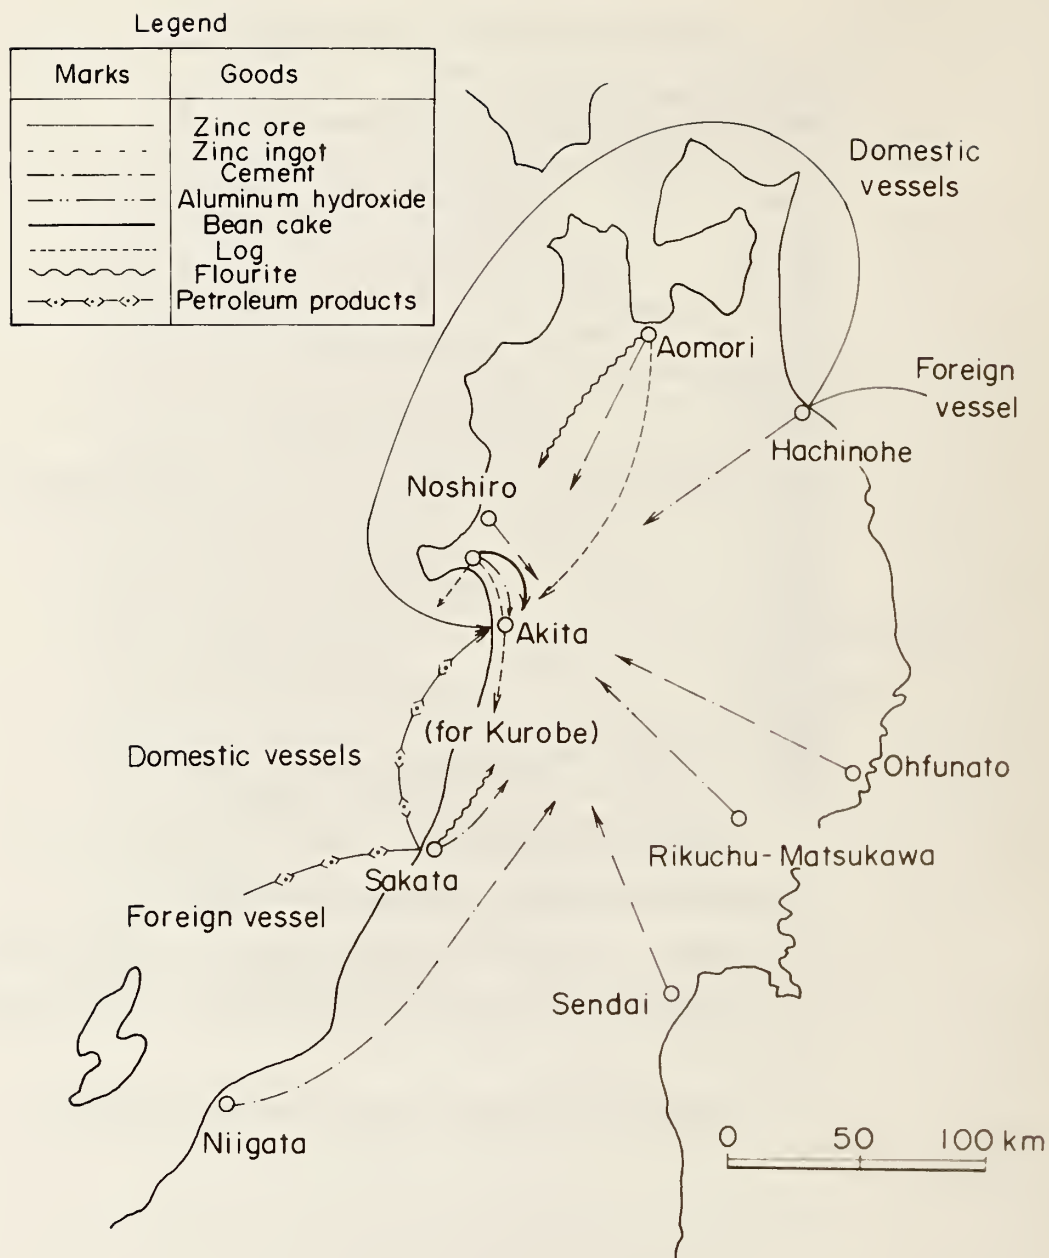 Legend
Marks Goods
Zinc ore
Zinc ingot
Cement
Aluminum hydroxide
Bean cake
Log
Flourite
Petroleum products
Domestic
vessels
Aomori
Foreign
vessel
Hachinohe
Noshiro
Akita
(for Kurobe)
Domestic vessels
Ohfunato
Rikuchu-Matsukawa
Sakata
Foreign vessel
Sendai
Niigata
0 50 100 km